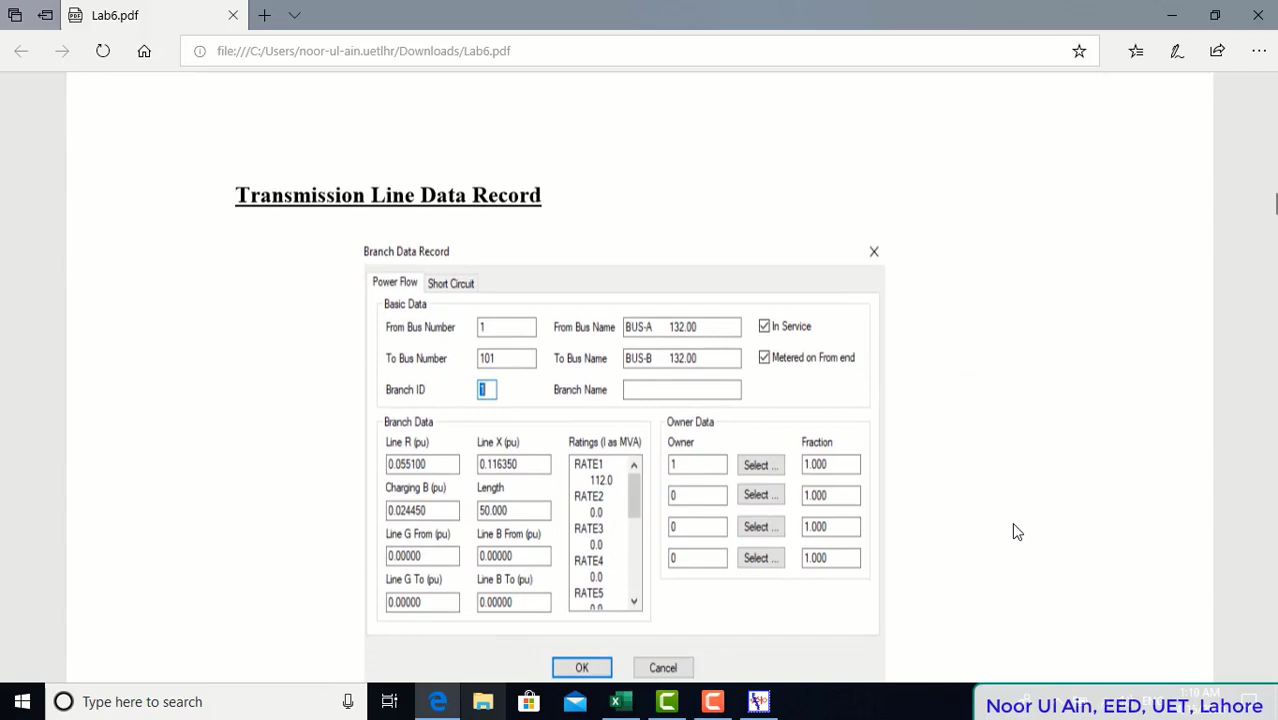 Lab6.pdf
file:///C:/Users/noor-ul-ain.uetlhr/Downloads/Lab6.pdf
Transmission Line Data Record
Branch Data Record
Power Flow Short Circuit
Basic Data
From Bus Number 1 From Bus Name BUS-A 132.00 In Service
To Bus Number 101 To Bus Name BUS-B 132.00 Metered on From end
Branch ID 1 Branch Name
Branch Data Owner Data
Line R (pu) Line X (pu) Ratings (I as MVA) Owner Fraction
0.055100 0.116350 RATE1 1 Select ... 1.000
112.0
Charging B (pu) Length RATE2 0 Select ... 1.000
0.024450 50.000 0.0
Line G From (pu) Line B From (pu) RATE3 0 Select ... 1.000
0.0
0.00000 0.00000 RATE4 0 Select ... 1.000
Line G To (pu) Line B To (pu) 0.0
0.00000 0.00000 RATE5
0.0
OK Cancel
Type here to search
1:10 AM
Noor Ul Ain, EED, UET, Lahore